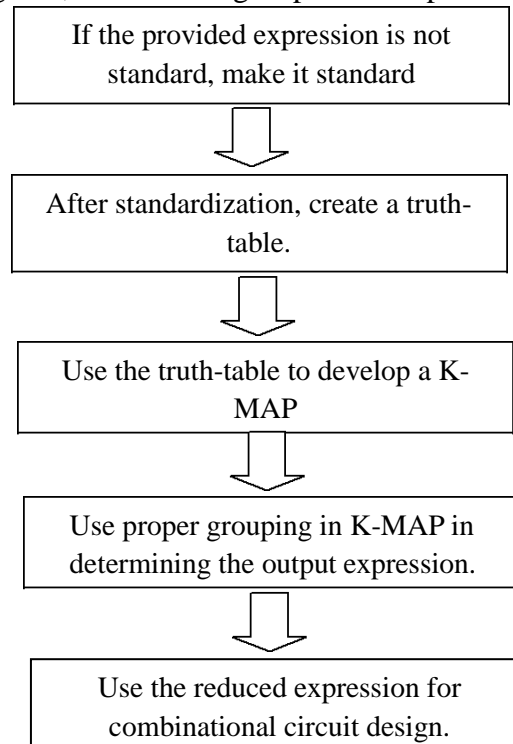 If the provided expression is not
standard, make it standard
After standardization, create a truth-
table.
Use the truth-table to develop a K-
MAP
Use proper grouping in K-MAP in
determining the output expression.
Use the reduced expression for
combinational circuit design.